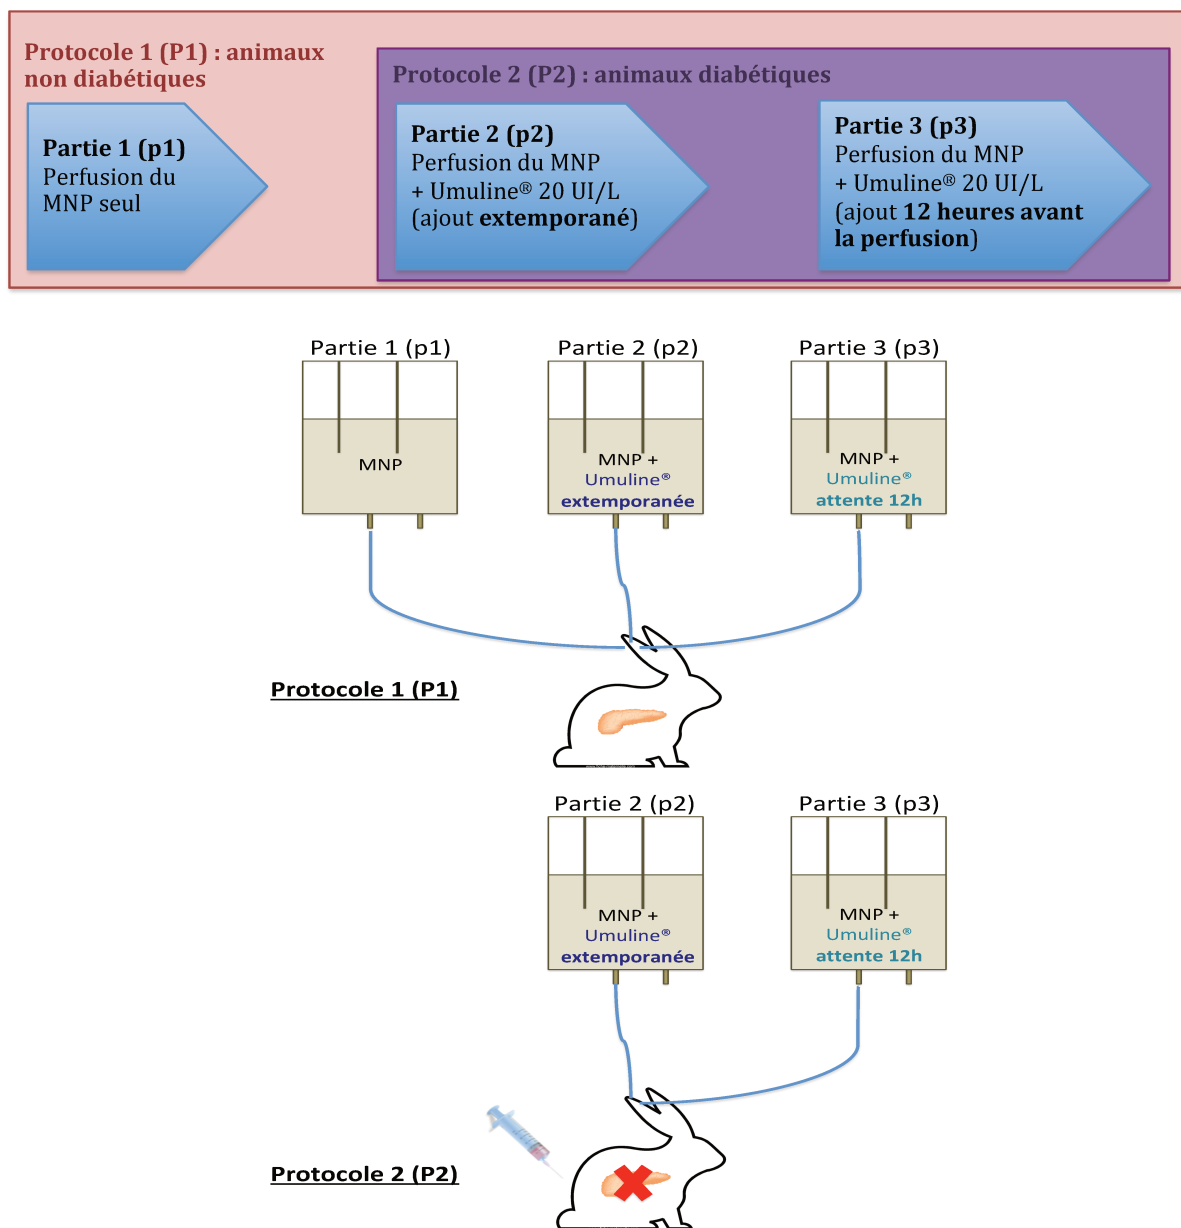 Protocole 1 (P1) : animaux
non diabétiques
Protocole 2 (P2) : animaux diabétiques
Partie 1 (p1)
Perfusion du
MNP seul
Partie 2 (p2)
Perfusion du MNP
+ Umuline® 20 UI/L
(ajout extemporané)
Partie 3 (p3)
Perfusion du MNP
+ Umuline® 20 UI/L
(ajout 12 heures avant
la perfusion)
Partie 1 (p1)
Partie 2 (p2)
Partie 3 (p3)
MNP
MNP +
Umuline®
extemporanée
MNP +
Umuline®
attente 12h
Protocole 1 (P1)
Partie 2 (p2)
Partie 3 (p3)
MNP +
Umuline®
extemporanée
MNP +
Umuline®
attente 12h
Protocole 2 (P2)